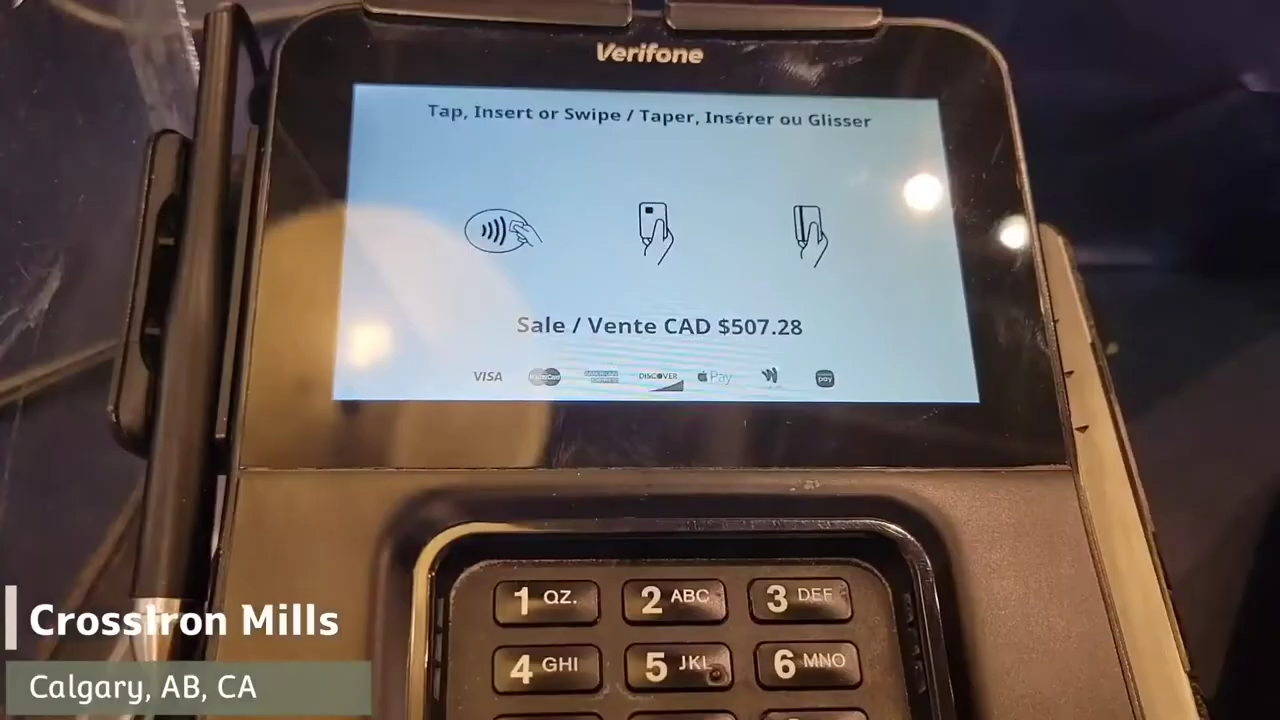 Verifone
Tap, Insert or Swipe / Taper, Insérer ou Glisser
Sale / Vente CAD $507.28
VISA MasterCard DISCOVER Pay pay
1 QZ. 2 ABC 3 DEF
4 GHI 5 JKL 6 MNO
CrossIron Mills
Calgary, AB, CA